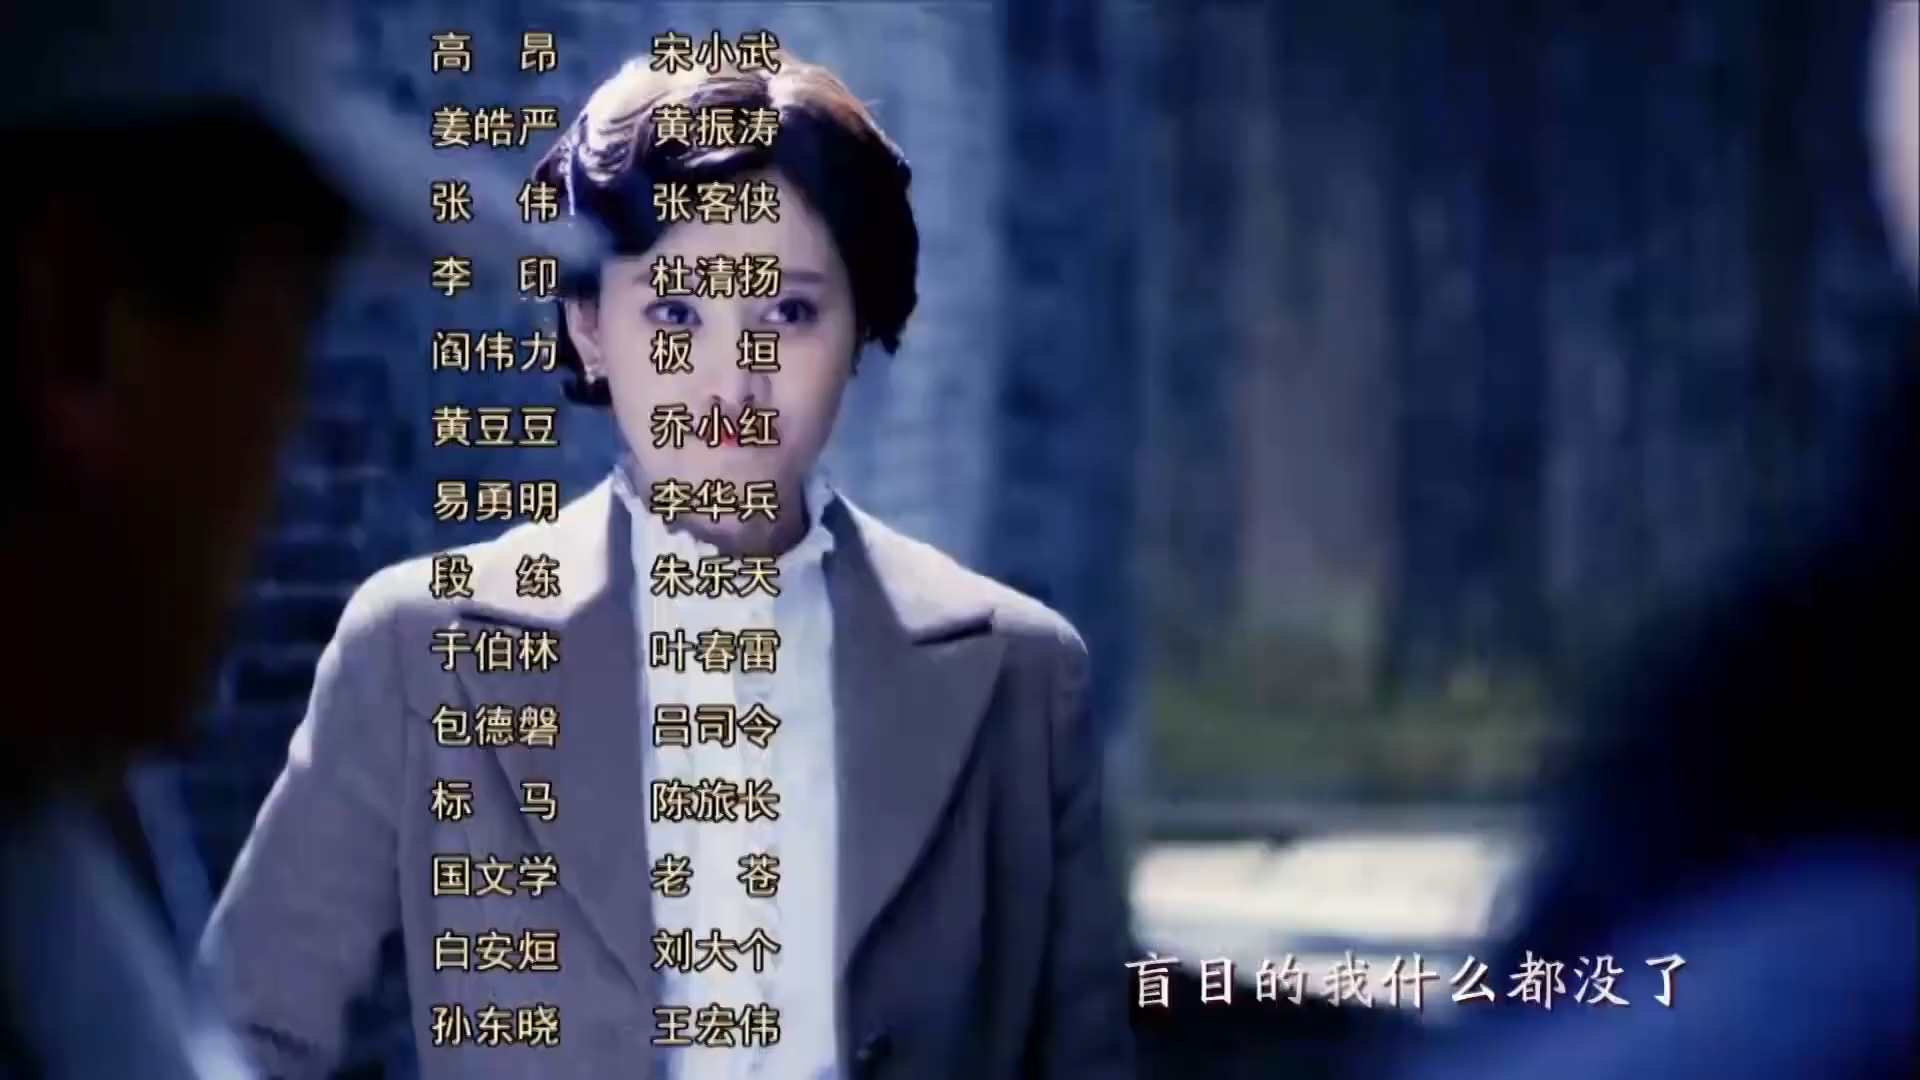 高 昂 宋小武
姜皓严 黄振涛
张 伟 张客侠
李 印 杜清扬
阎伟力 板 垣
黄豆豆 乔小红
易勇明 李华兵
段 练 朱乐天
于伯林 叶春雷
包德磐 吕司令
标 马 陈旅长
国文学 老 苍
白安烜 刘大个
孙东晓 王宏伟
盲目的我什么都没了